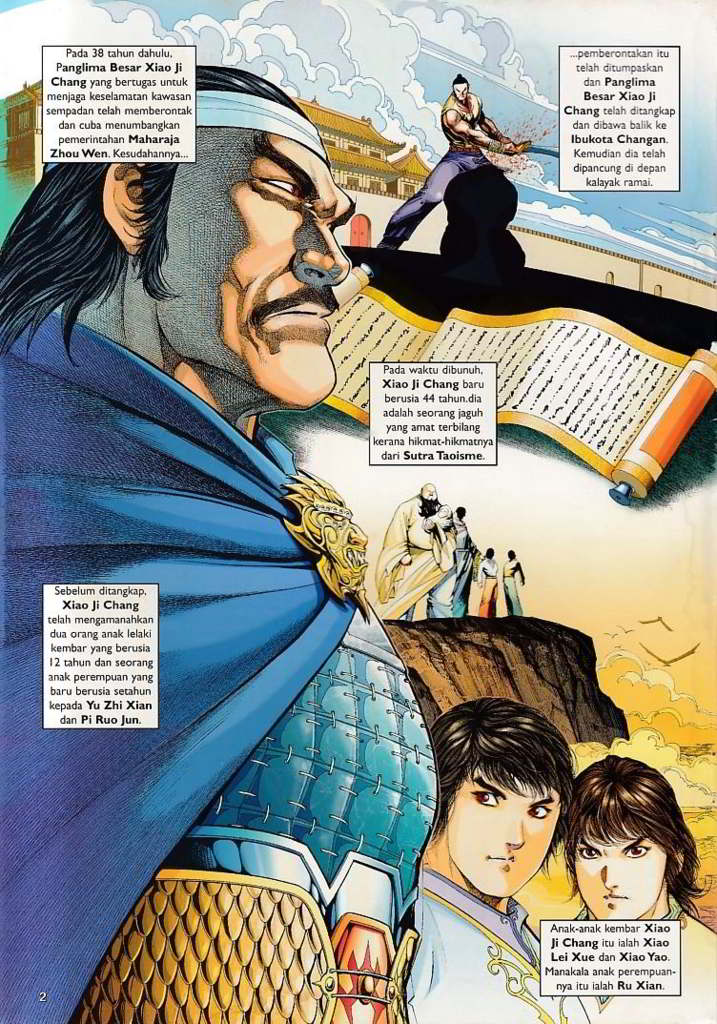 Pada 38 tahun dahulu,
Panglima Besar Xiao Ji
Chang yang bertugas untuk
menjaga keselamatan kawasan
sempadan telah memberontak
dan cuba menumbangkan
pemerintahan Maharaja
Zhou Wen. Kesudahannya...
...pemberontakan itu
telah ditumpaskan
dan Panglima
Besar Xiao Ji
Chang telah ditangkap
dan dibawa balik ke
Ibukota Changan.
Kemudian dia telah
dipancung di depan
kalayak ramai.
Pada waktu dibunuh,
Xiao Ji Chang baru
berusia 44 tahun.dia
adalah seorang jaguh
yang amat terbilang
kerana hikmat-hikmatnya
dari Sutra Taoisme.
Sebelum ditangkap,
Xiao Ji Chang
telah mengamanahkan
dua orang anak lelaki
kembar yang berusia
12 tahun dan seorang
anak perempuan yang
baru berusia setahun
kepada Yu Zhi Xian
dan Pi Ruo Jun.
Anak-anak kembar Xiao
Ji Chang itu ialah Xiao
Lei Xue dan Xiao Yao.
Manakala anak perempuan-
nya itu ialah Ru Xian.
2